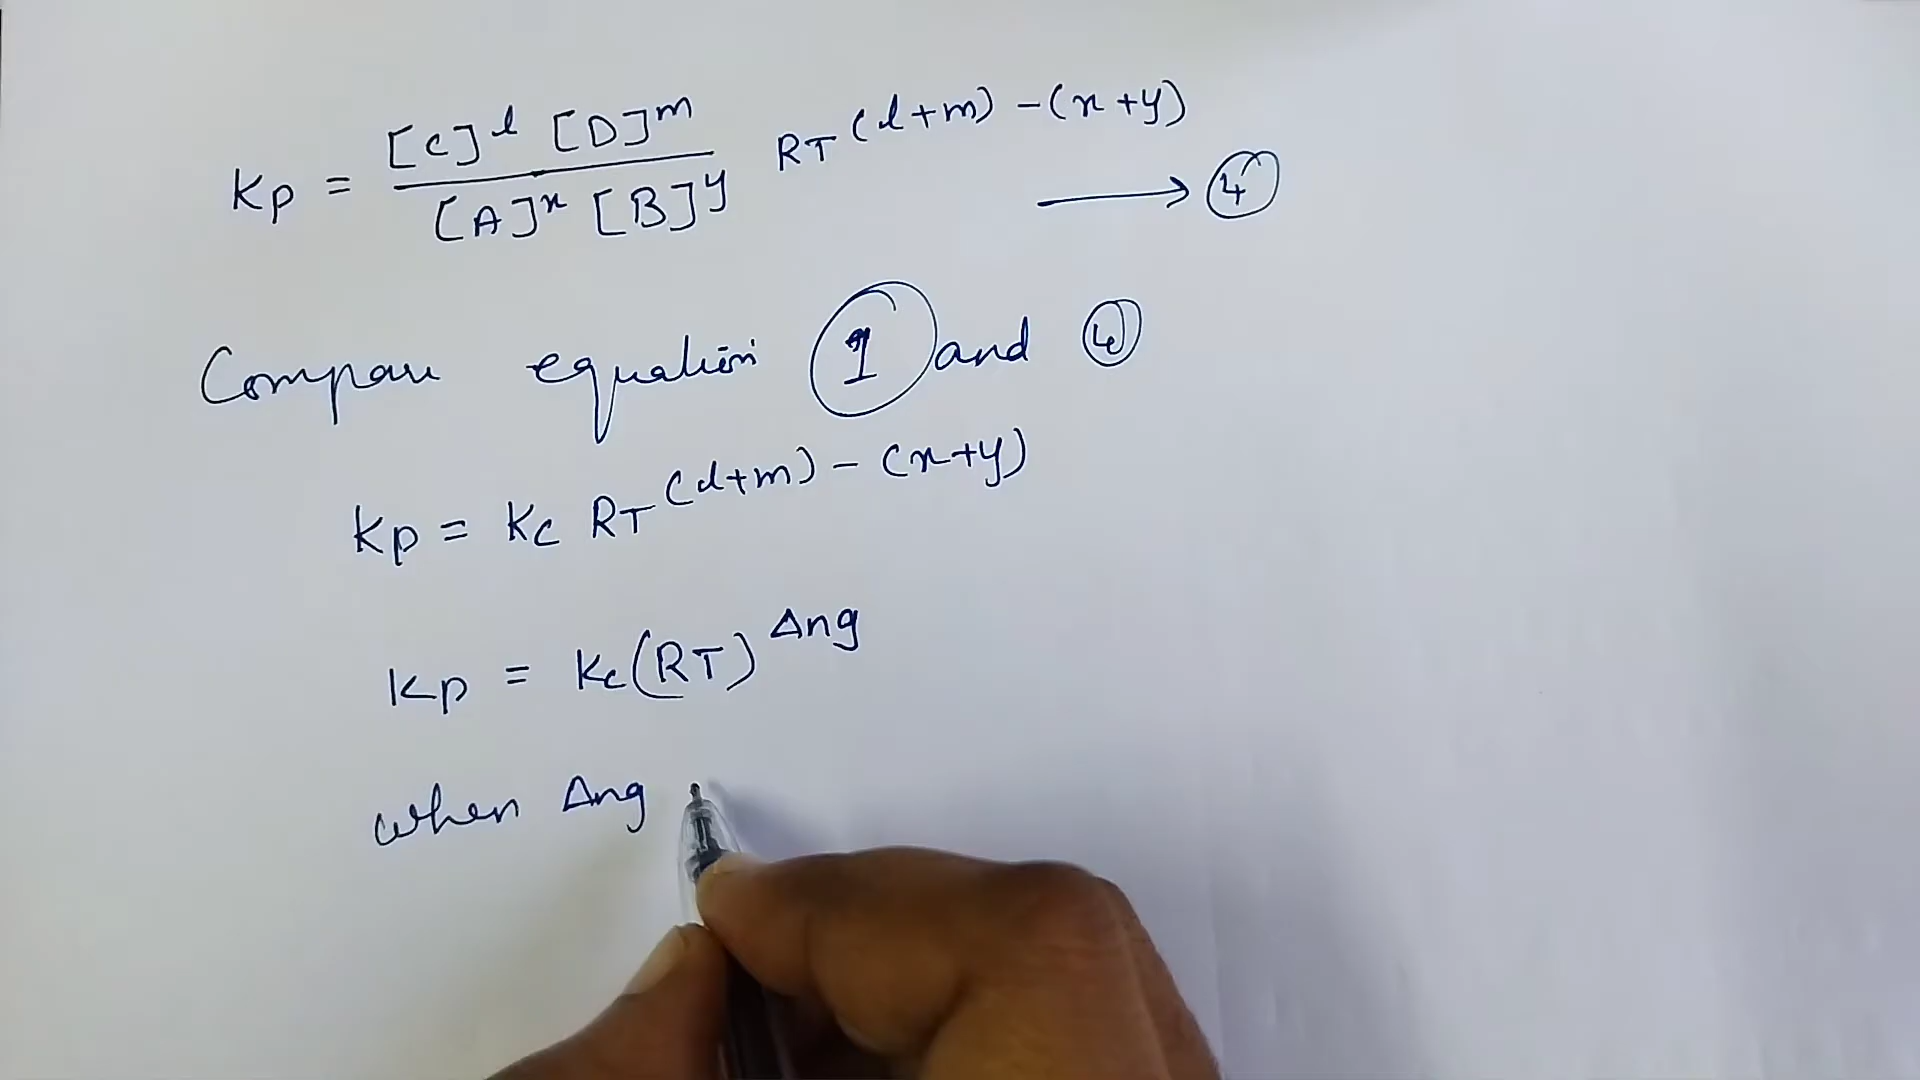 Kp = [C]^l [D]^m / [A]^x [B]^y RT^(l+m) - (x+y) → ④
Compare equation ① and ④
Kp = Kc RT^(l+m) - (x+y)
Kp = Kc (RT)^Δng
when Δng